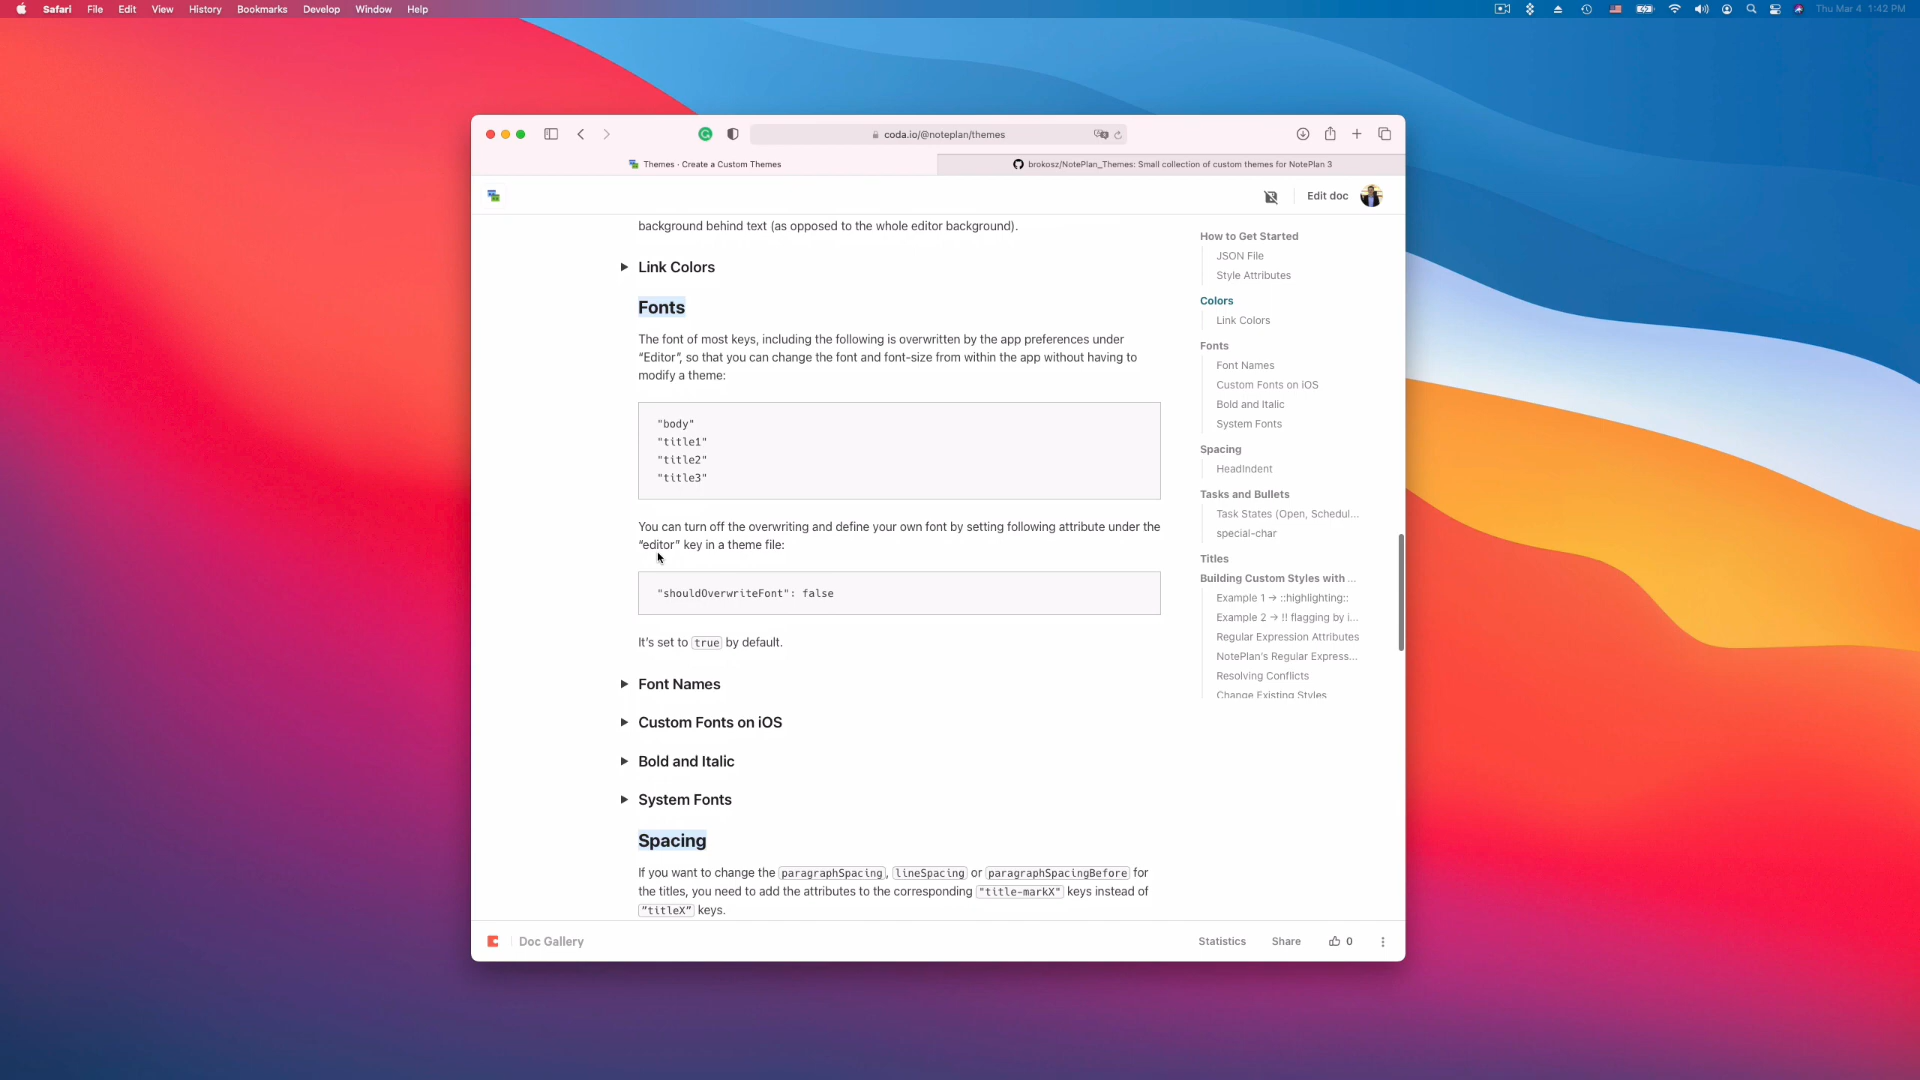 Safari File Edit View History Bookmarks Develop Window Help
Thu Mar 4 1:42 PM
coda.io/@noteplan/themes
Themes · Create a Custom Themes
brokosz/NotePlan_Themes: Small collection of custom themes for NotePlan 3
Edit doc
background behind text (as opposed to the whole editor background).
Link Colors
Fonts
The font of most keys, including the following is overwritten by the app preferences under
“Editor”, so that you can change the font and font-size from within the app without having to
modify a theme:
"body"
"title1"
"title2"
"title3"
You can turn off the overwriting and define your own font by setting following attribute under the
“editor” key in a theme file:
"shouldOverwriteFont": false
It’s set to true by default.
Font Names
Custom Fonts on iOS
Bold and Italic
System Fonts
Spacing
If you want to change the paragraphSpacing, lineSpacing or paragraphSpacingBefore for
the titles, you need to add the attributes to the corresponding "title-markX" keys instead of
"titleX" keys.
How to Get Started
JSON File
Style Attributes
Colors
Link Colors
Fonts
Font Names
Custom Fonts on iOS
Bold and Italic
System Fonts
Spacing
HeadIndent
Tasks and Bullets
Task States (Open, Schedul...
special-char
Titles
Building Custom Styles with ...
Example 1 → ::highlighting::
Example 2 → !! flagging by i...
Regular Expression Attributes
NotePlan's Regular Express...
Resolving Conflicts
Change Existing Styles
Doc Gallery
Statistics Share 0